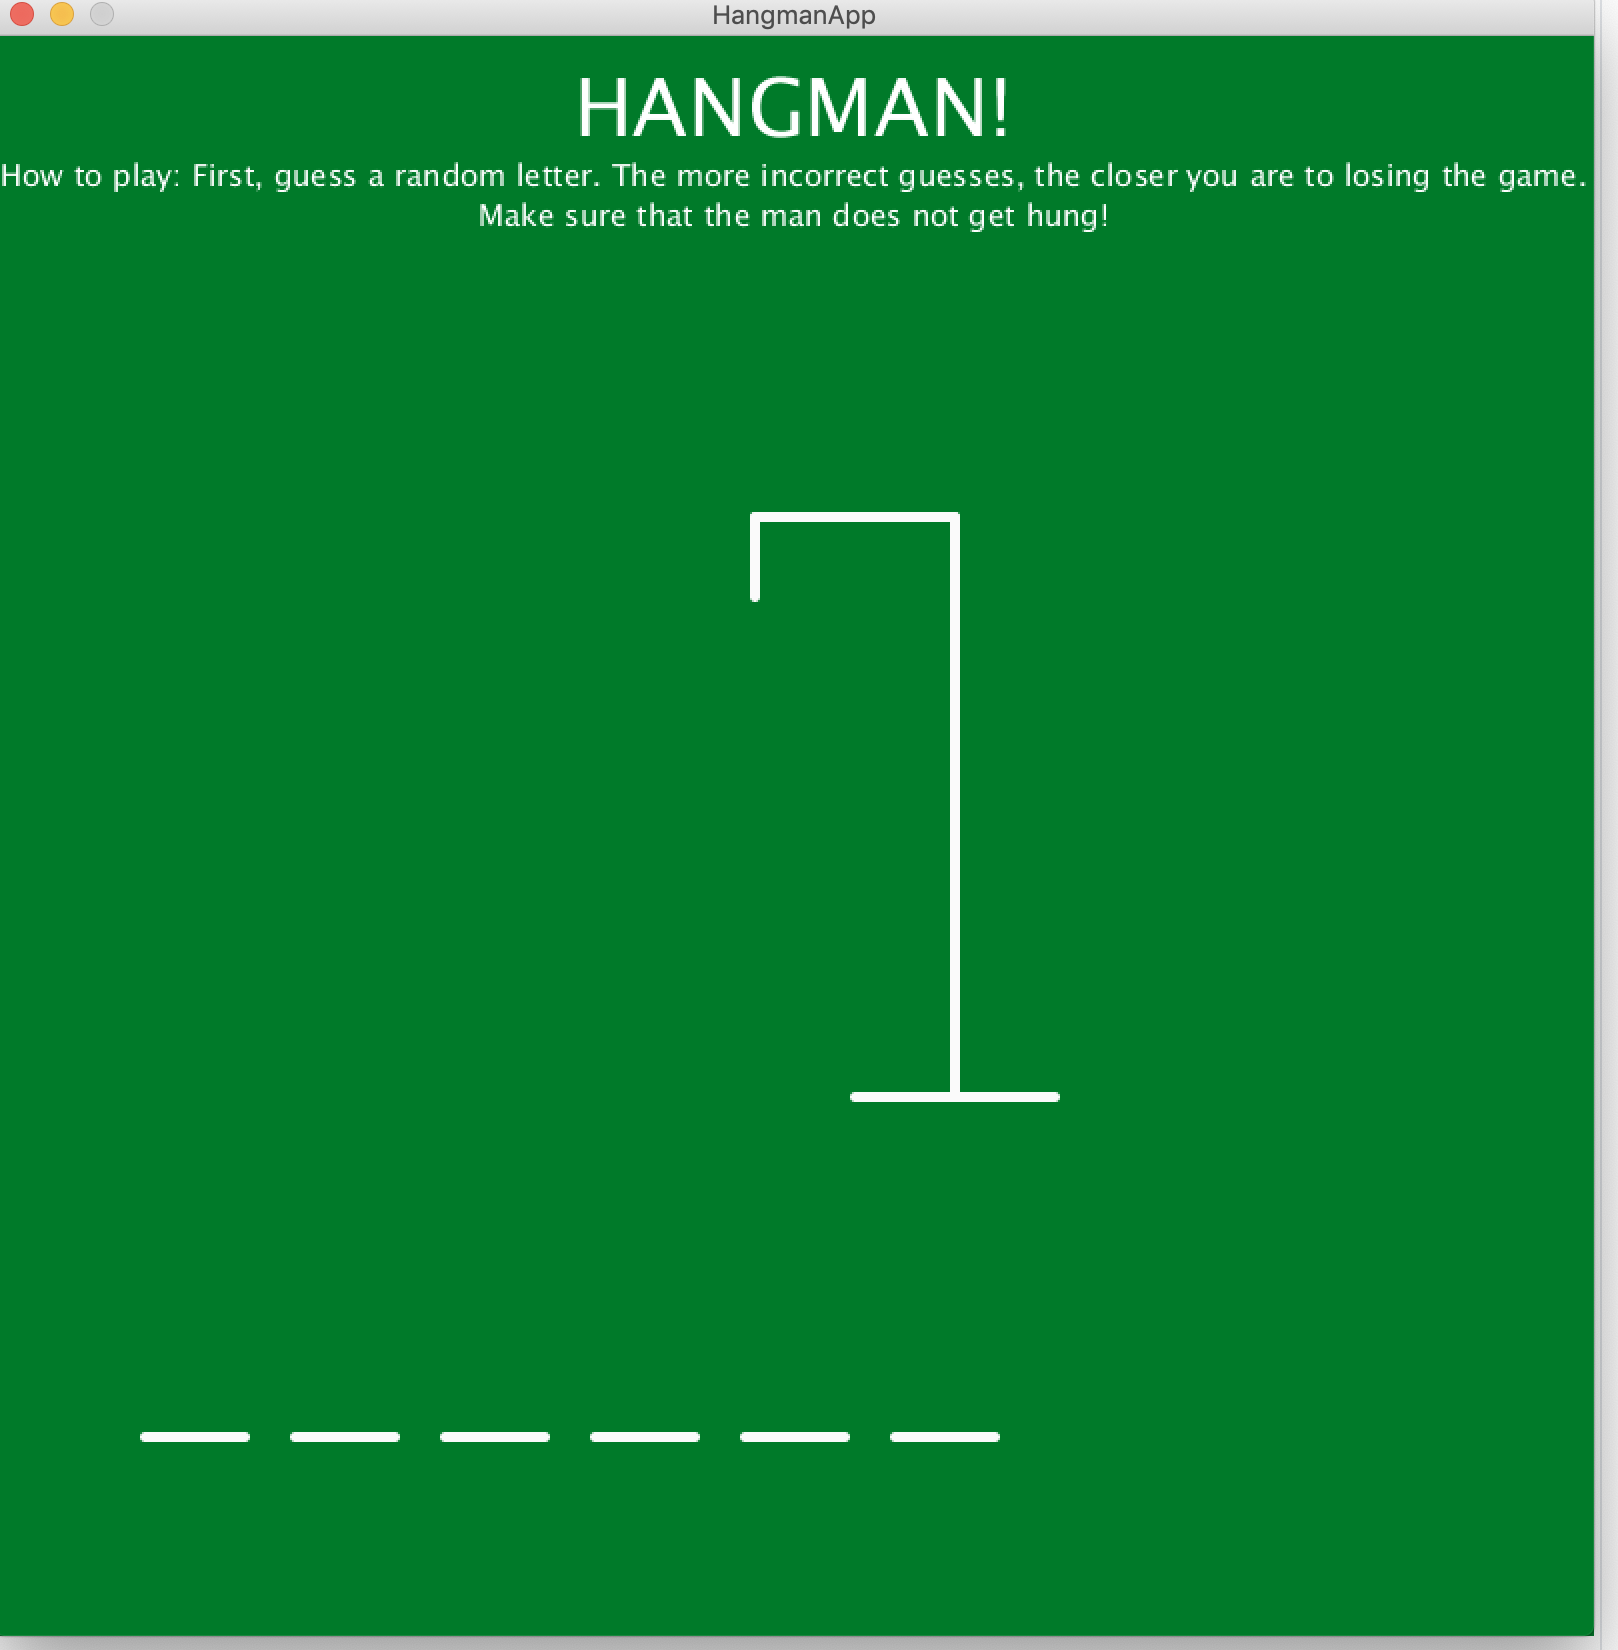 HangmanApp
HANGMAN!
How to play: First, guess a random letter. The more incorrect guesses, the closer you are to losing the game.
Make sure that the man does not get hung!